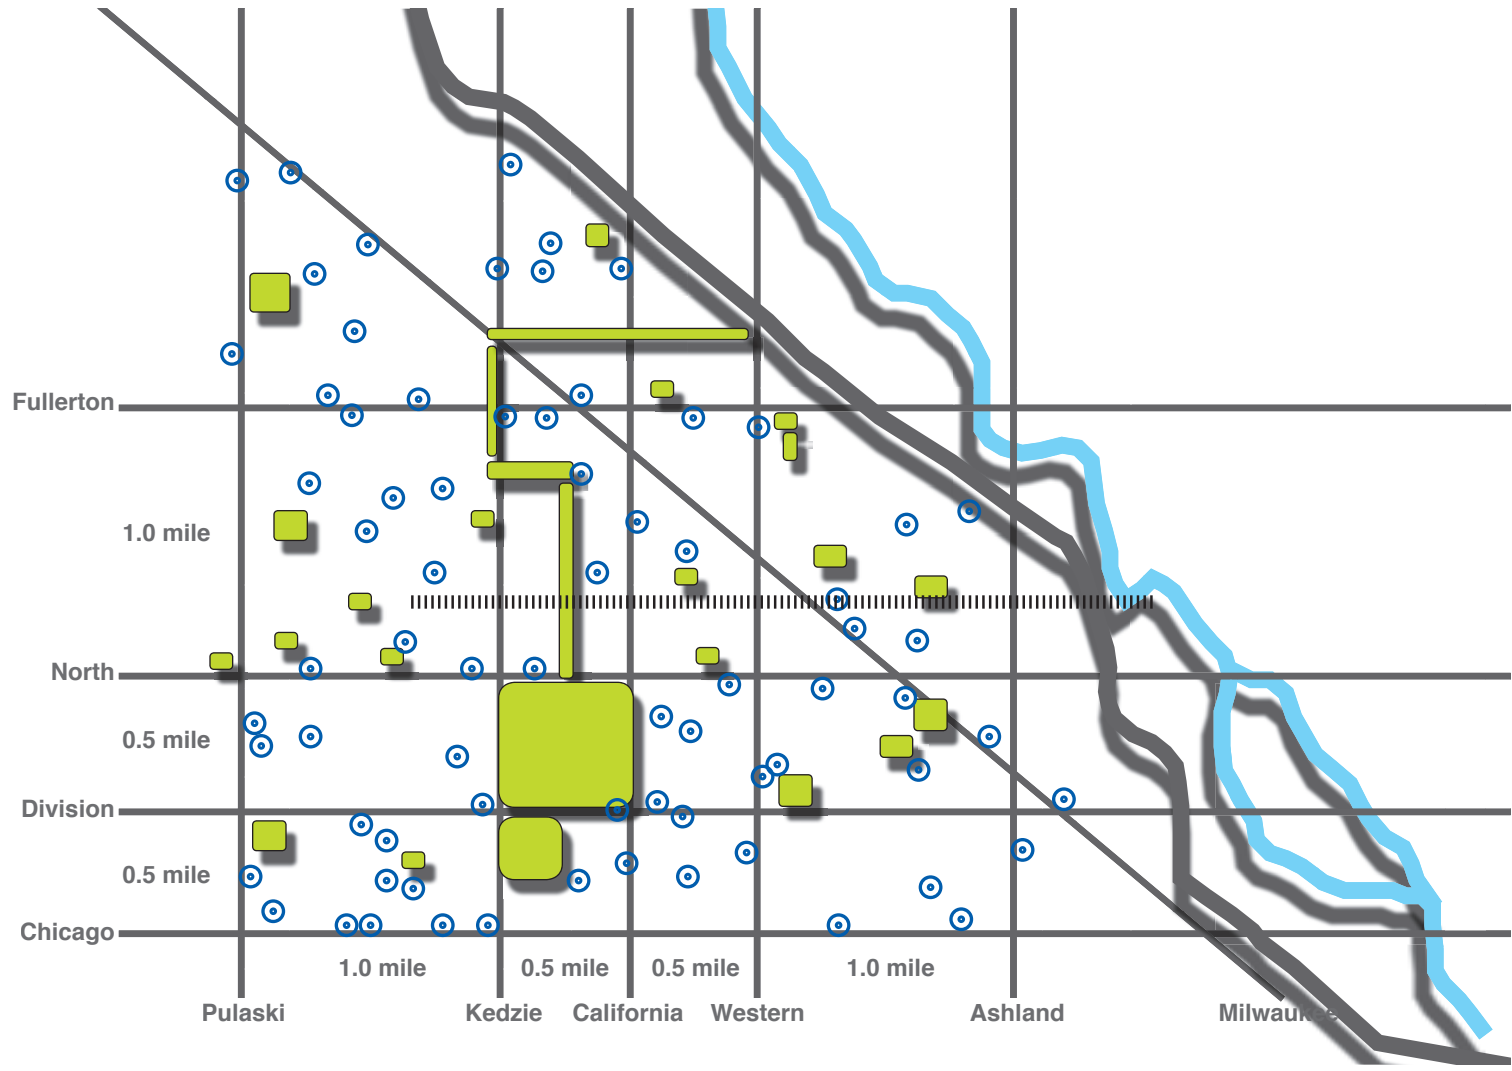 Fullerton
1.0 mile
North
0.5 mile
Division
0.5 mile
Chicago
1.0 mile 0.5 mile 0.5 mile 1.0 mile
Pulaski Kedzie California Western Ashland Milwaukee